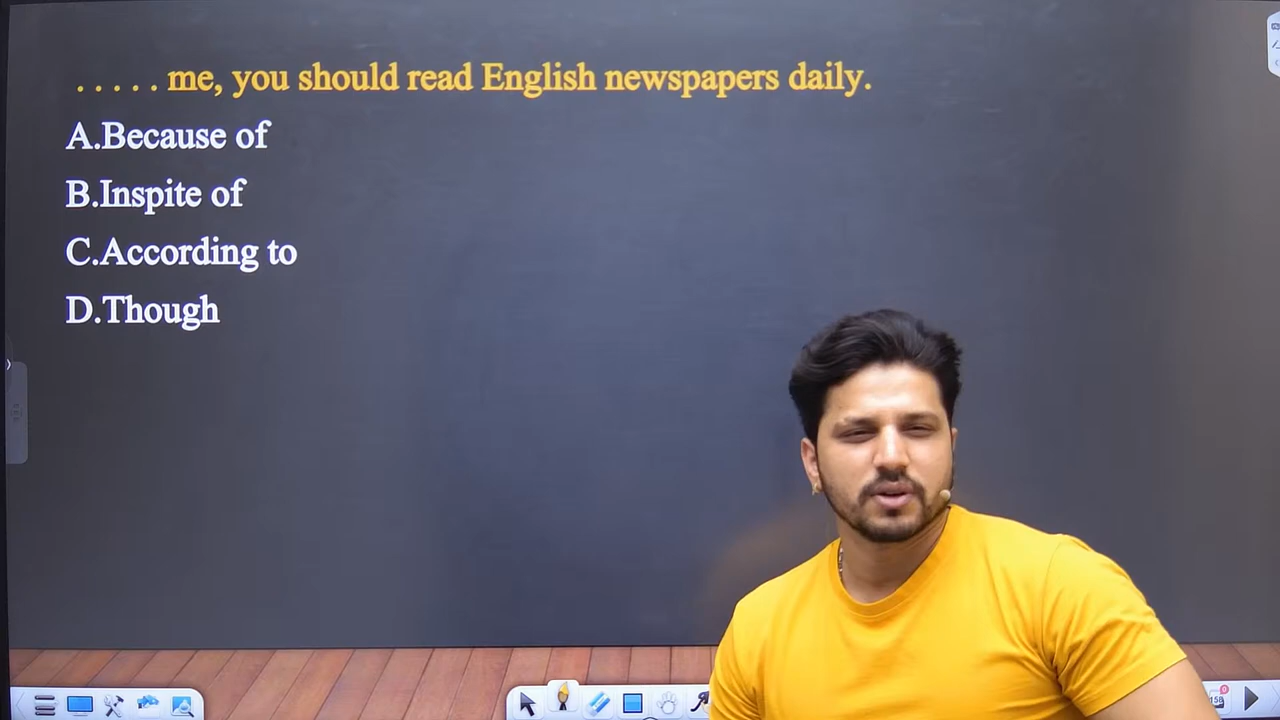 . . . . . me, you should read English newspapers daily.
A.Because of
B.Inspite of
C.According to
D.Though